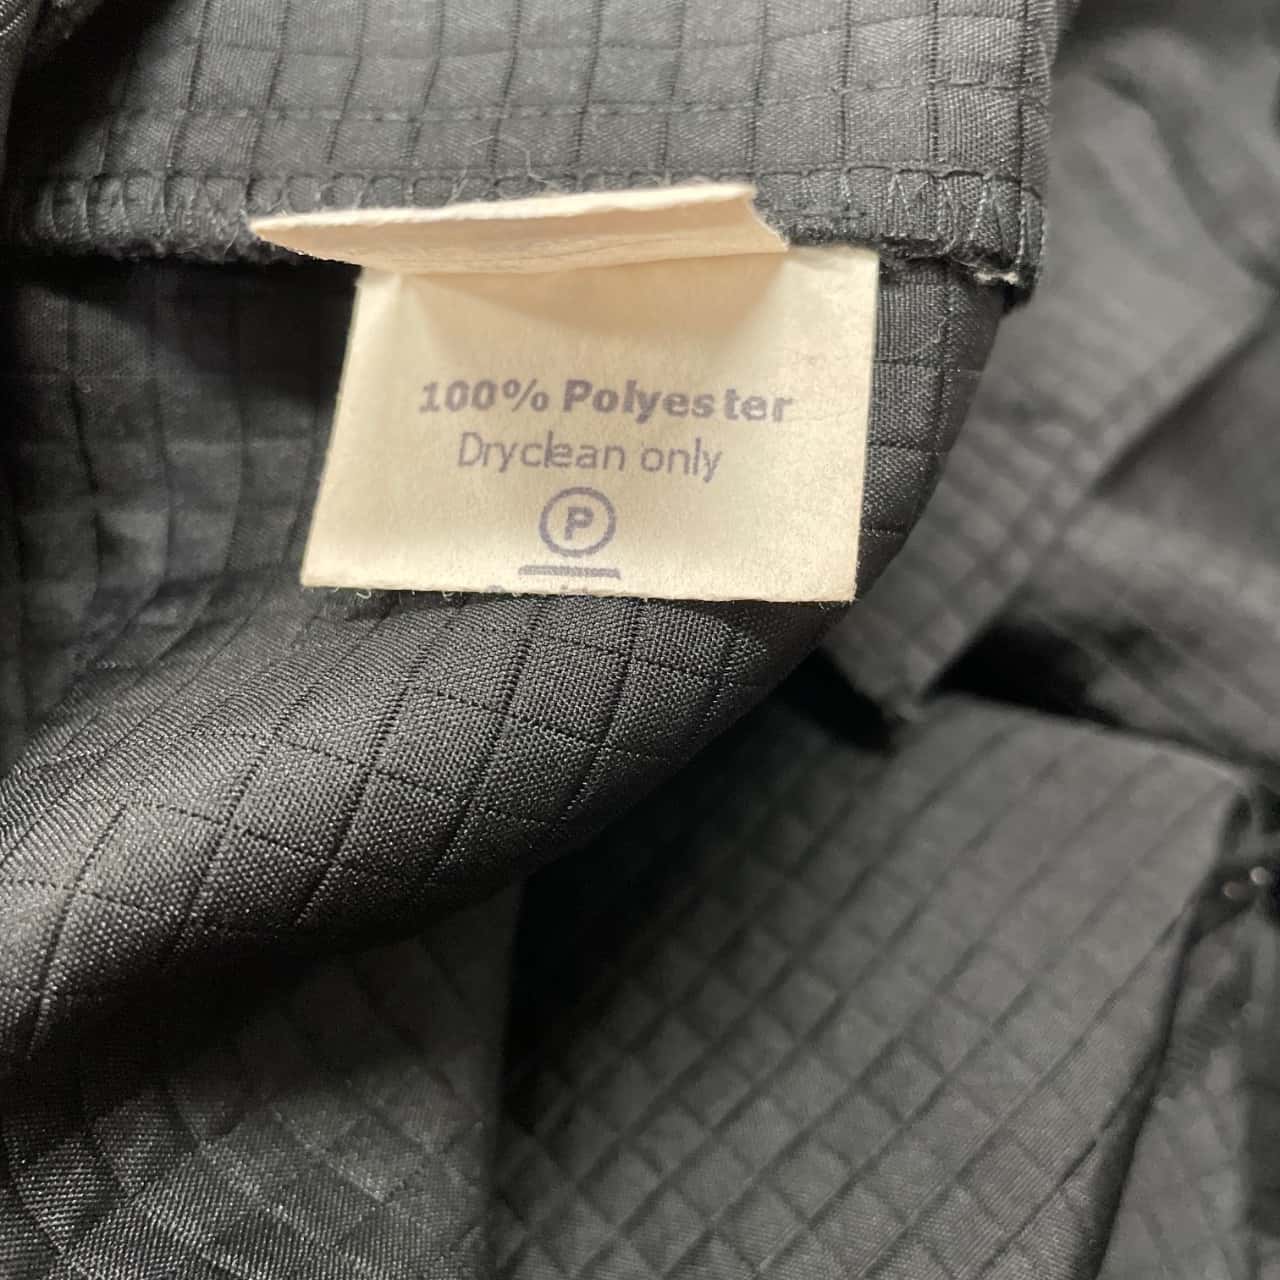 100% Polyester
Dryclean only
P